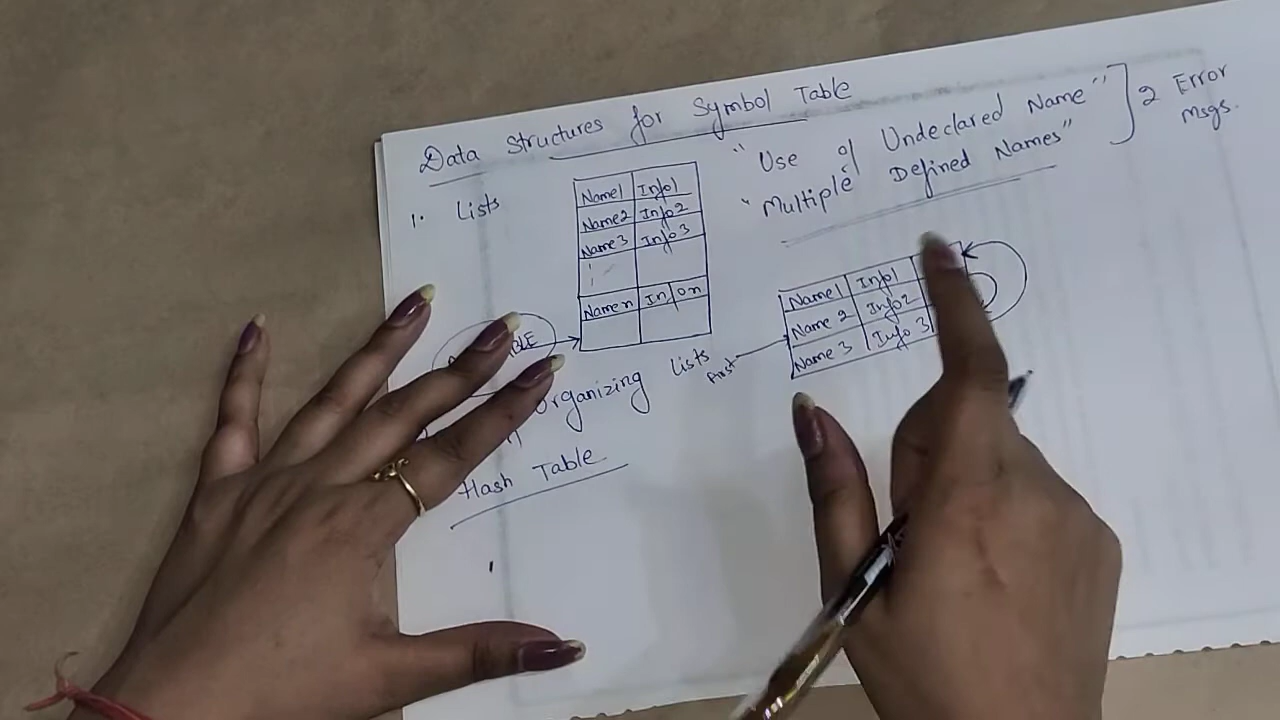 Data Structures for Symbol Table
"Use of Undeclared Name"
"Multiple Defined Names"
2 Error
Msgs.
1. Lists
Name1 Info1
Name2 Info2
Name3 Info3
Name n In On
Organizing Lists
Hash Table
First
Name1 Info1
Name 2 Info2
Name 3 Info 3